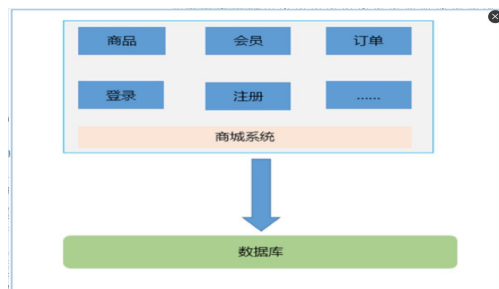 商品 会员 订单
登录 注册 ......
商城系统
数据库